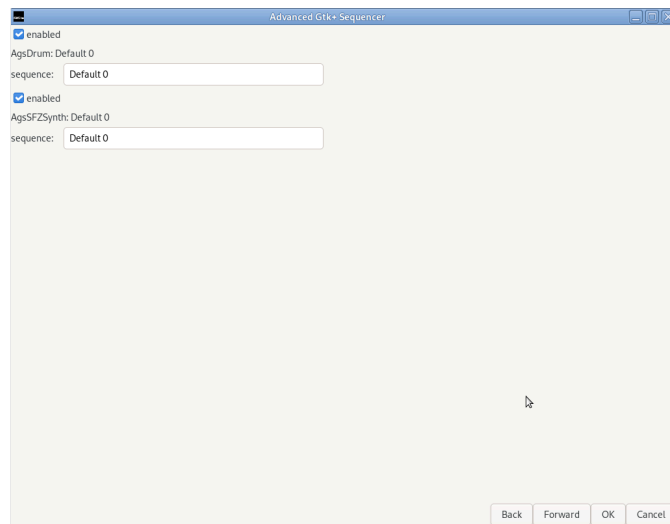 Advanced Gtk+ Sequencer
enabled
AgsDrum: Default 0
sequence: Default 0
enabled
AgsSFZSynth: Default 0
sequence: Default 0
Back Forward OK Cancel